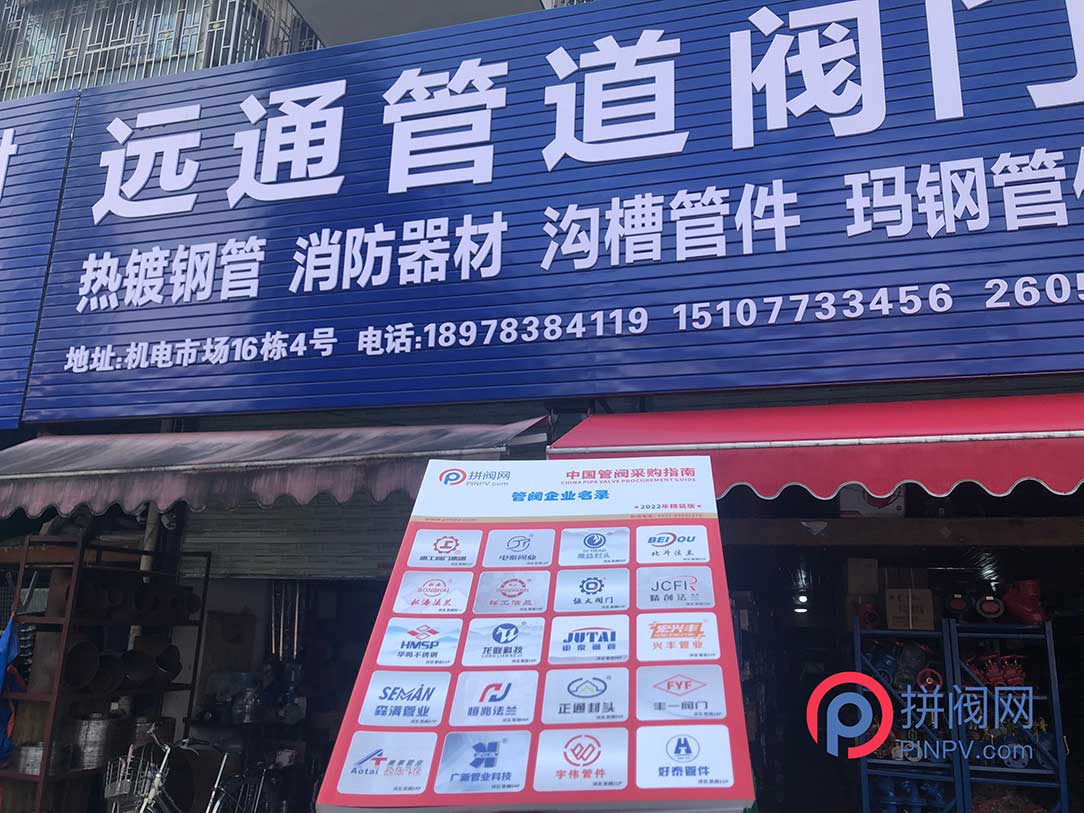 远通管道阀门
热镀钢管 消防器材 沟槽管件 玛钢管件
地址:机电市场16栋4号 电话:18978384119 15107733456 2605
拼阀网
PINPV.com
中国管阀采购指南
CHINA PIPE VALVE PROCUREMENT GUIDE
管阀企业名录
2022年精装版
BEIJOU
北斗法兰
JCFR
精创法兰
HMSP
华鸣不锈钢
龙联科技
JUTAI
钜泰钢管
兴丰管业
SEMAN
森满管业
恒兆法兰
正通封头
FYF
丰一阀门
Aotai
广新管业科技
宇伟管件
好泰管件
拼阀网
PINPV.com